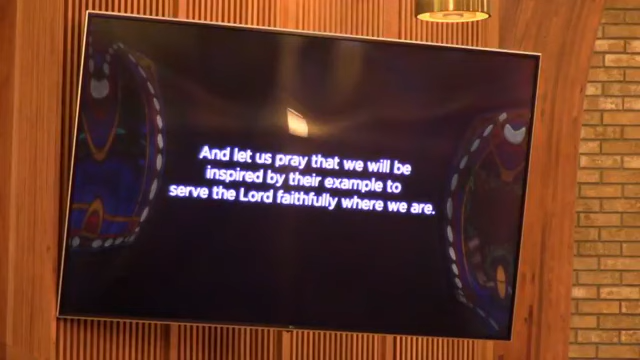 And let us pray that we will be
inspired by their example to
serve the Lord faithfully where we are.